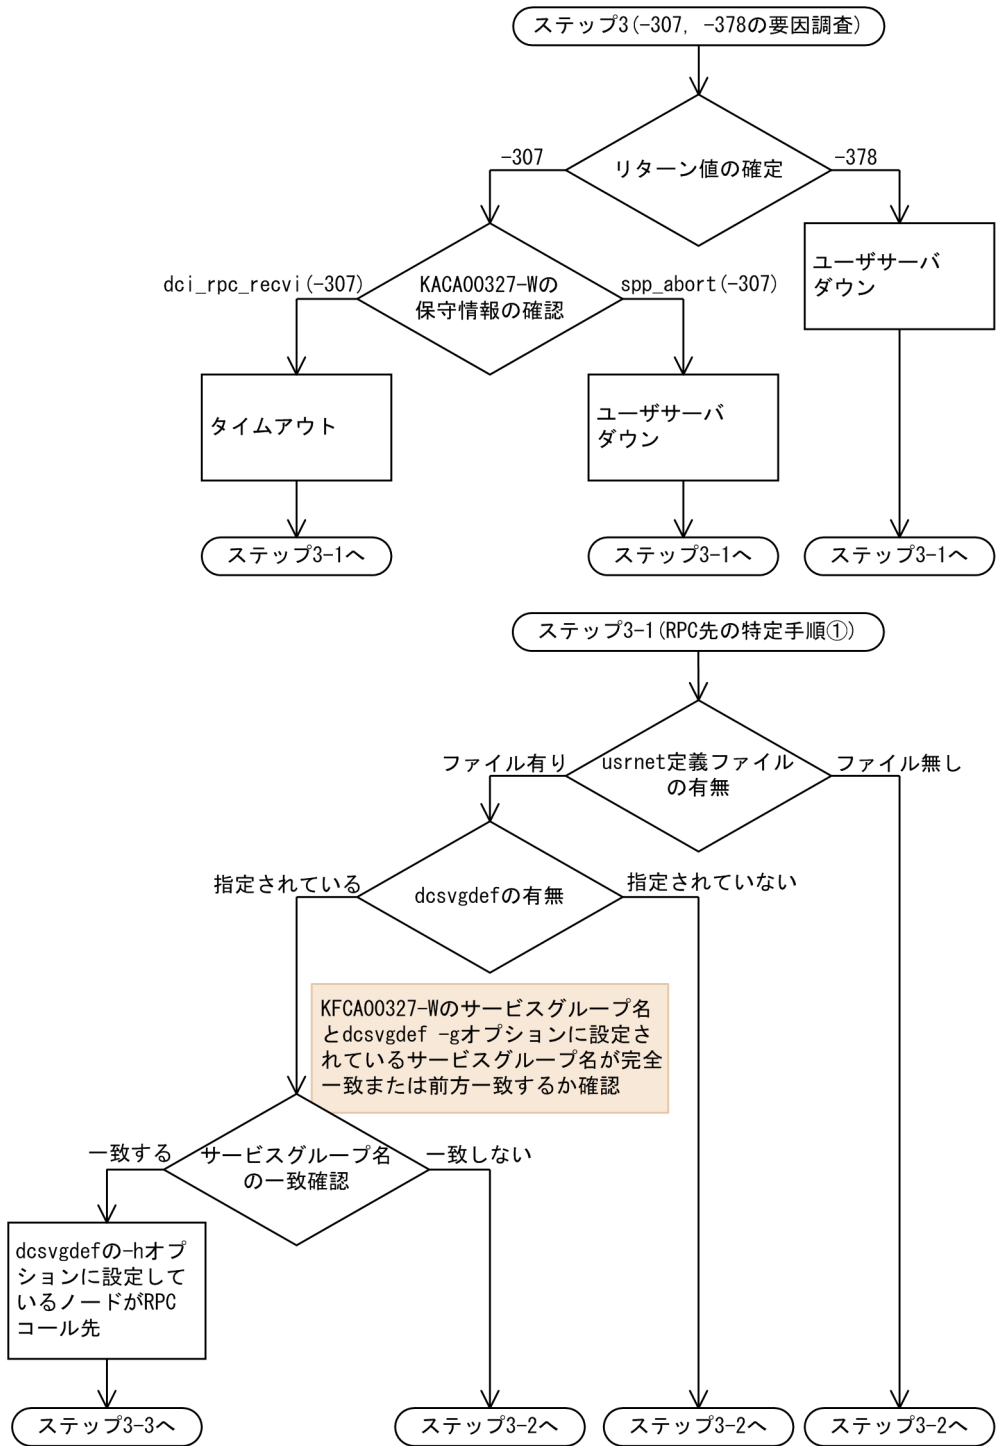 ステップ3(-307, -378の要因調査)
リターン値の確定
-307
-378
KACA00327-Wの
保守情報の確認
dci_rpc_recvi(-307)
spp_abort(-307)
ユーザサーバ
ダウン
タイムアウト
ユーザサーバ
ダウン
ステップ3-1へ
ステップ3-1へ
ステップ3-1へ
ステップ3-1(RPC先の特定手順①)
usrnet定義ファイル
の有無
ファイル有り
ファイル無し
dcsvgdefの有無
指定されている
指定されていない
KFCA00327-Wのサービスグループ名
とdcsvgdef -gオプションに設定さ
れているサービスグループ名が完全
一致または前方一致するか確認
サービスグループ名
の一致確認
一致する
一致しない
dcsvgdefの-hオプ
ションに設定して
いるノードがRPC
コール先
ステップ3-3へ
ステップ3-2へ
ステップ3-2へ
ステップ3-2へ